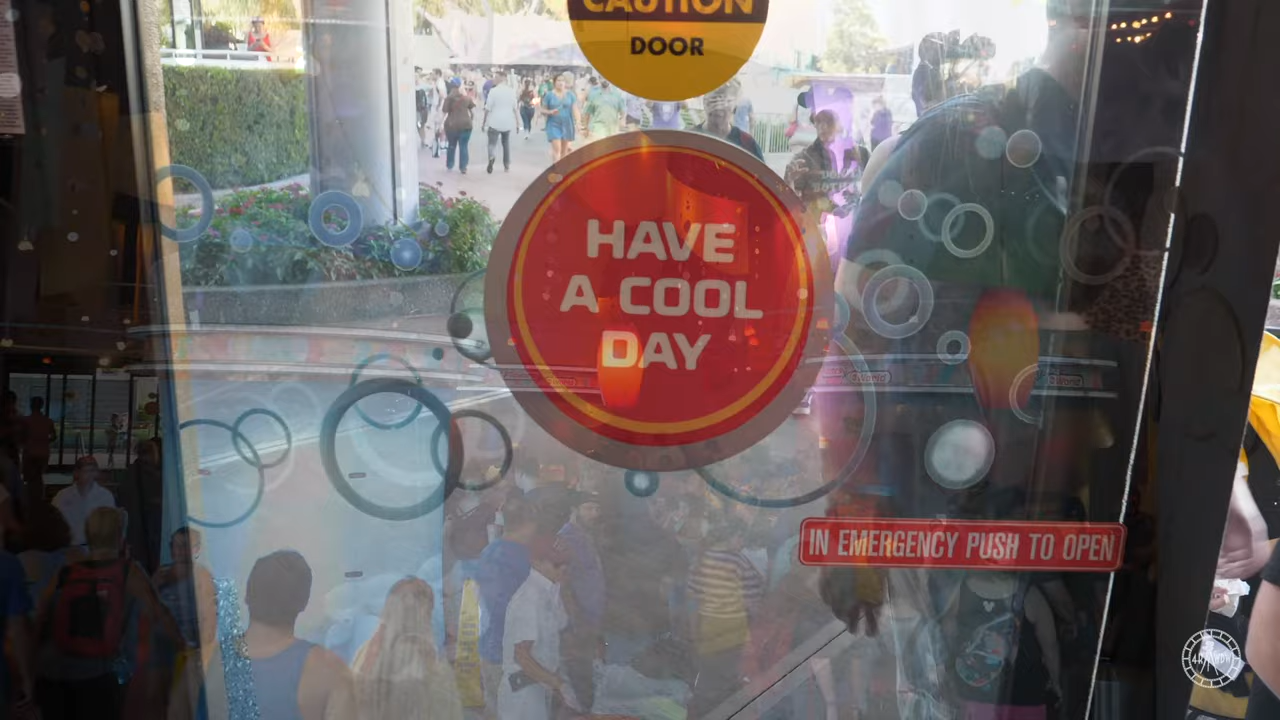 CAUTION
DOOR
HAVE
A COOL
DAY
IN EMERGENCY PUSH TO OPEN